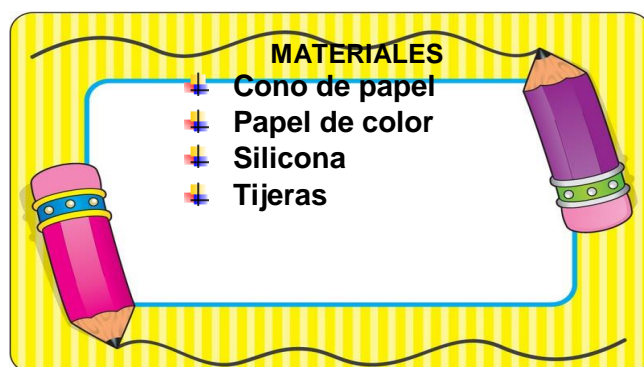 MATERIALES
Cono de papel
Papel de color
Silicona
Tijeras